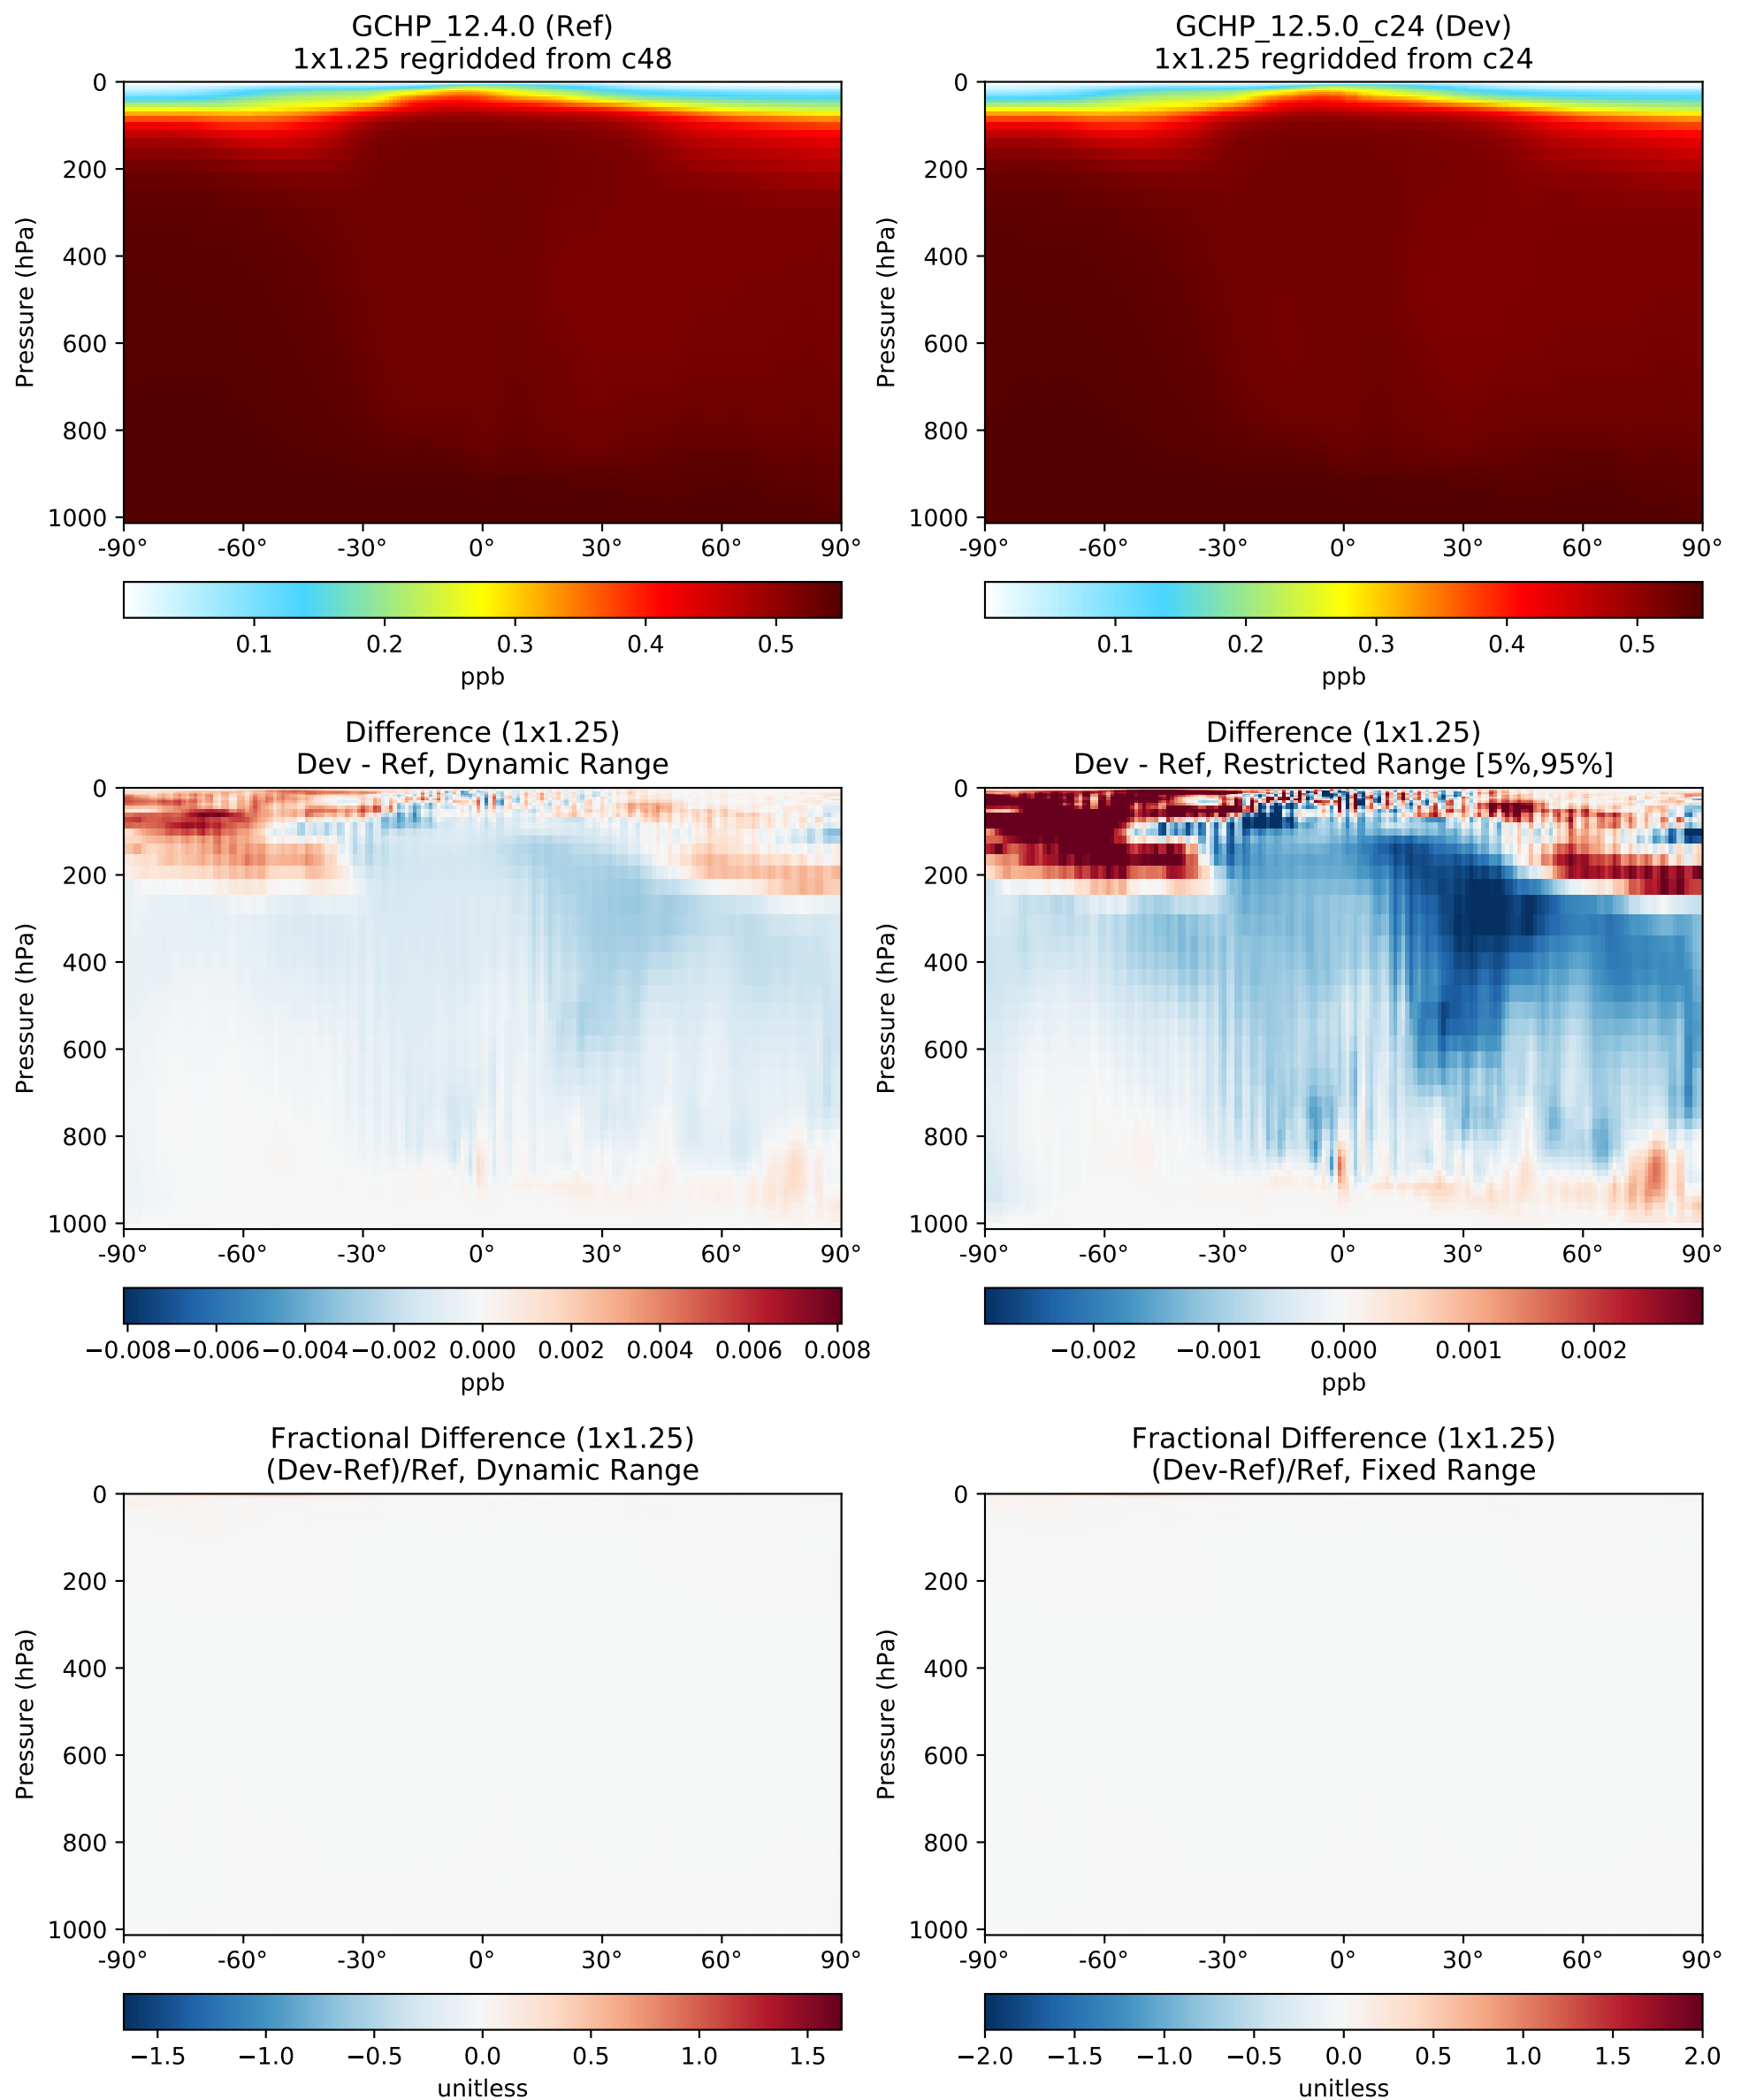 GCHP_12.4.0 (Ref)
1x1.25 regridded from c48
0
200
400
600
800
1000
Pressure (hPa)
-90° -60° -30° 0° 30° 60° 90°
0.1 0.2 0.3 0.4 0.5
ppb
GCHP_12.5.0_c24 (Dev)
1x1.25 regridded from c24
0
200
400
600
800
1000
Pressure (hPa)
-90° -60° -30° 0° 30° 60° 90°
0.1 0.2 0.3 0.4 0.5
ppb
Difference (1x1.25)
Dev - Ref, Dynamic Range
0
200
400
600
800
1000
Pressure (hPa)
-90° -60° -30° 0° 30° 60° 90°
−0.008 −0.006 −0.004 −0.002 0.000 0.002 0.004 0.006 0.008
ppb
Difference (1x1.25)
Dev - Ref, Restricted Range [5%,95%]
0
200
400
600
800
1000
Pressure (hPa)
-90° -60° -30° 0° 30° 60° 90°
−0.002 −0.001 0.000 0.001 0.002
ppb
Fractional Difference (1x1.25)
(Dev-Ref)/Ref, Dynamic Range
0
200
400
600
800
1000
Pressure (hPa)
-90° -60° -30° 0° 30° 60° 90°
−1.5 −1.0 −0.5 0.0 0.5 1.0 1.5
unitless
Fractional Difference (1x1.25)
(Dev-Ref)/Ref, Fixed Range
0
200
400
600
800
1000
Pressure (hPa)
-90° -60° -30° 0° 30° 60° 90°
−2.0 −1.5 −1.0 −0.5 0.0 0.5 1.0 1.5 2.0
unitless